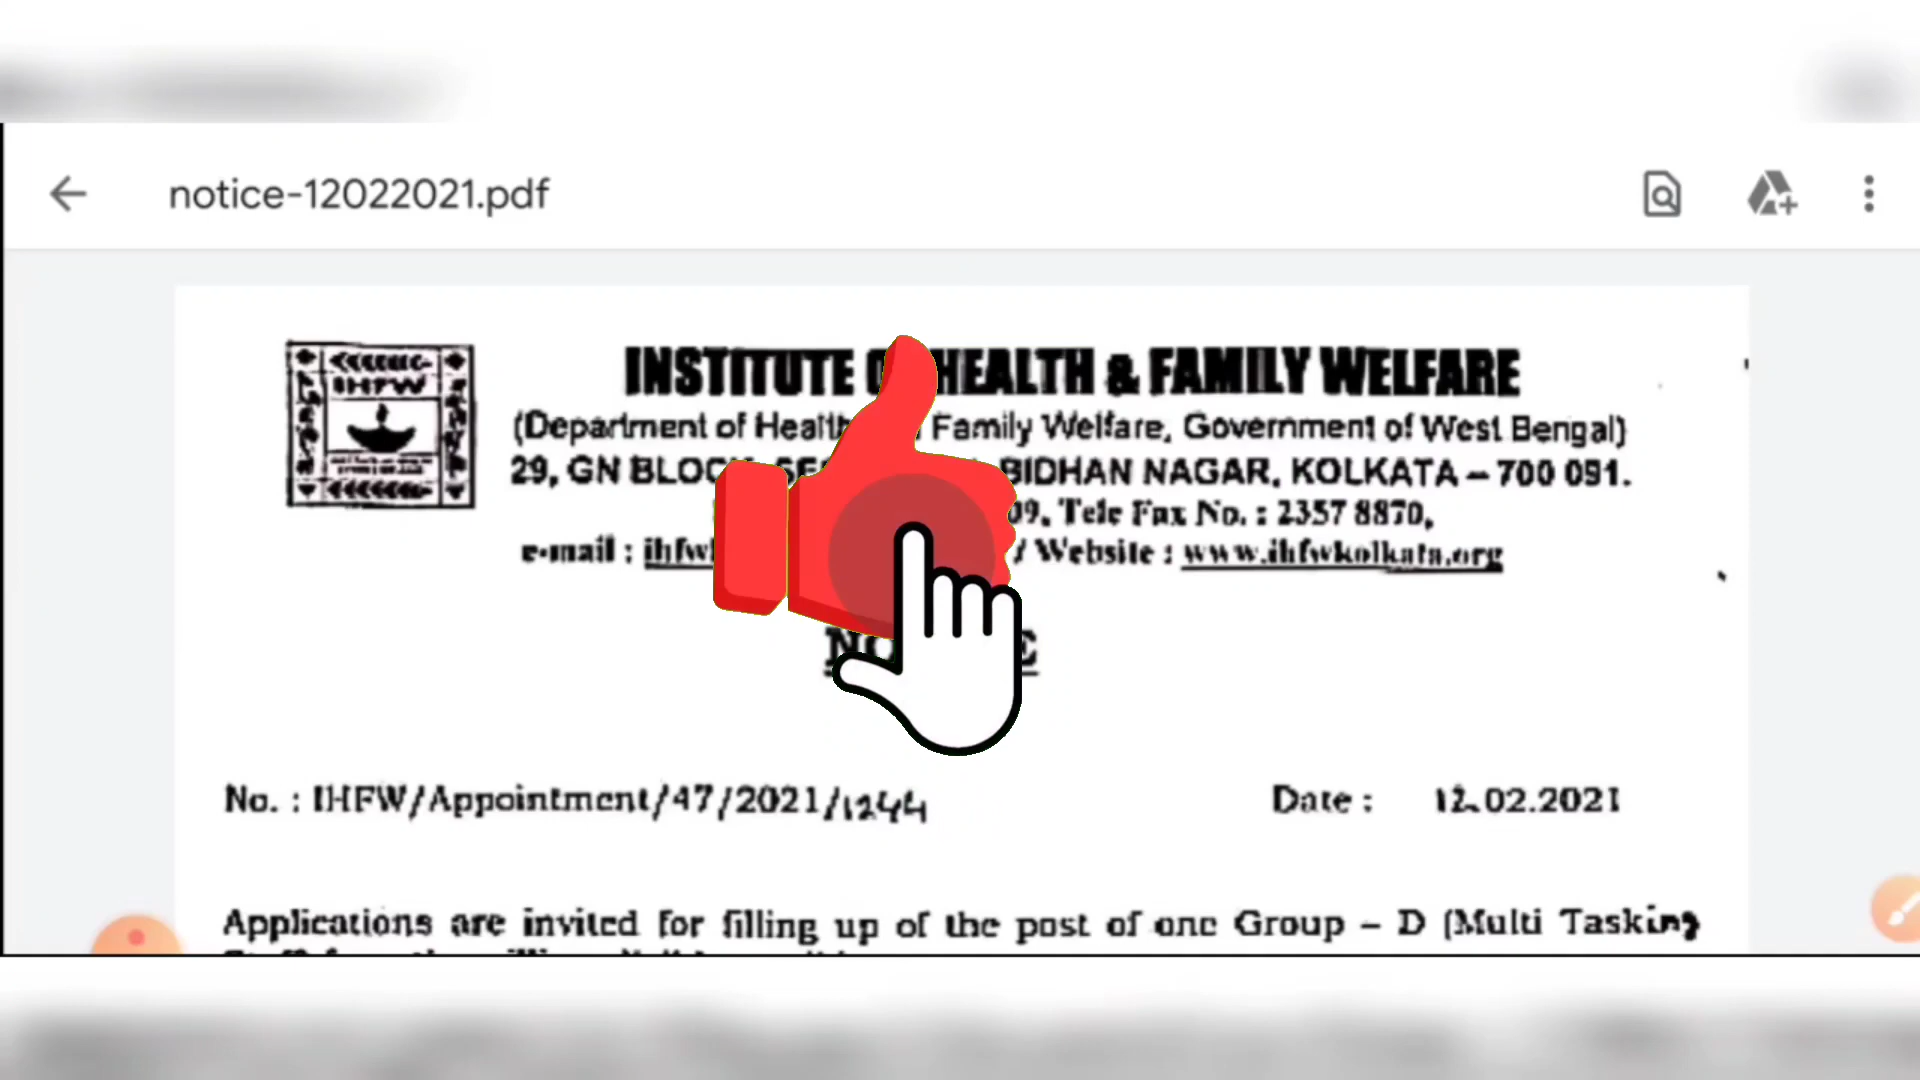 notice-12022021.pdf
IHFW
INSTITUTE HEALTH & FAMILY WELFARE
(Department of Health Family Welfare, Government of West Bengal)
29, GN BLOCK, BIDHAN NAGAR, KOLKATA – 700 091.
09, Tele Fax No. : 2357 8870,
e-mail : / Website : www.ihfwkolkata.org
No. : IHFW/Appointment/47/2021/1244
Date : 12.02.2021
Applications are invited for filling up of the post of one Group – D (Multi Tasking